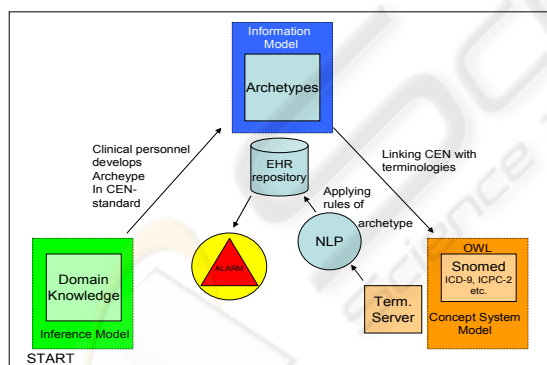 Information
Model
Archetypes
Clinical personnel
develops
Archeype
In CEN-
standard
EHR
repository
Linking CEN with
terminologies
Applying
rules of
archetype
NLP
ALARM
Domain
Knowledge
Inference Model
START
Term.
Server
OWL
Snomed
ICD-9, ICPC-2
etc.
Concept System
Model